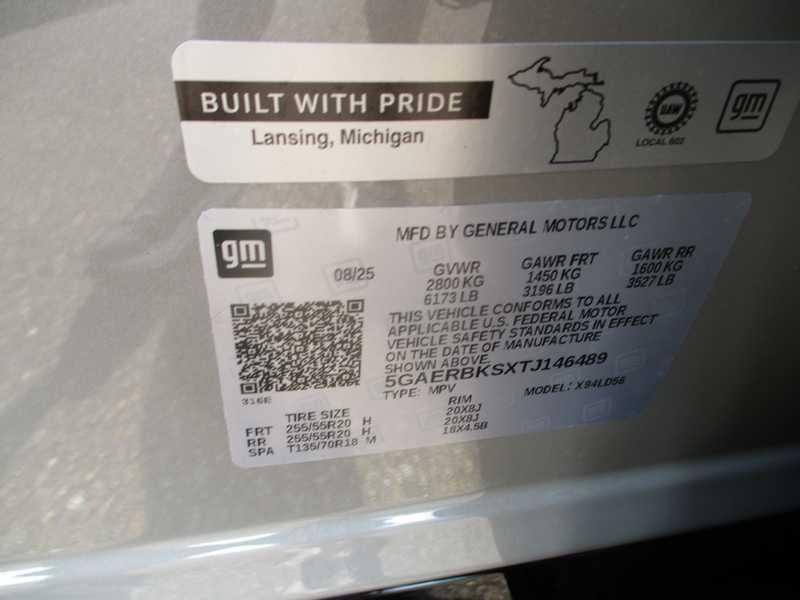 BUILT WITH PRIDE
Lansing, Michigan
UAW
LOCAL 602
gm
gm
MFD BY GENERAL MOTORS LLC
08/25 GVWR GAWR FRT GAWR RR
2800 KG 1450 KG 1600 KG
6173 LB 3196 LB 3527 LB
THIS VEHICLE CONFORMS TO ALL
APPLICABLE U.S. FEDERAL MOTOR
VEHICLE SAFETY STANDARDS IN EFFECT
ON THE DATE OF MANUFACTURE
SHOWN ABOVE.
5GAERBKSXTJ146489
TYPE: MPV MODEL: X84LD56
316E
TIRE SIZE RIM
FRT 255/55R20 H 20X8J
RR 255/55R20 H 20X8J
SPA T135/70R18 M 18X4.5B